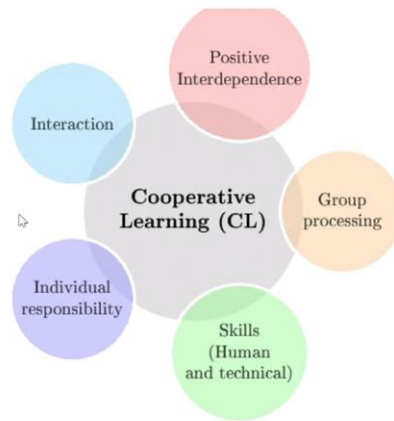 Positive
Interdependence
Interaction
Cooperative
Learning (CL)
Group
processing
Individual
responsibility
Skills
(Human
and technical)